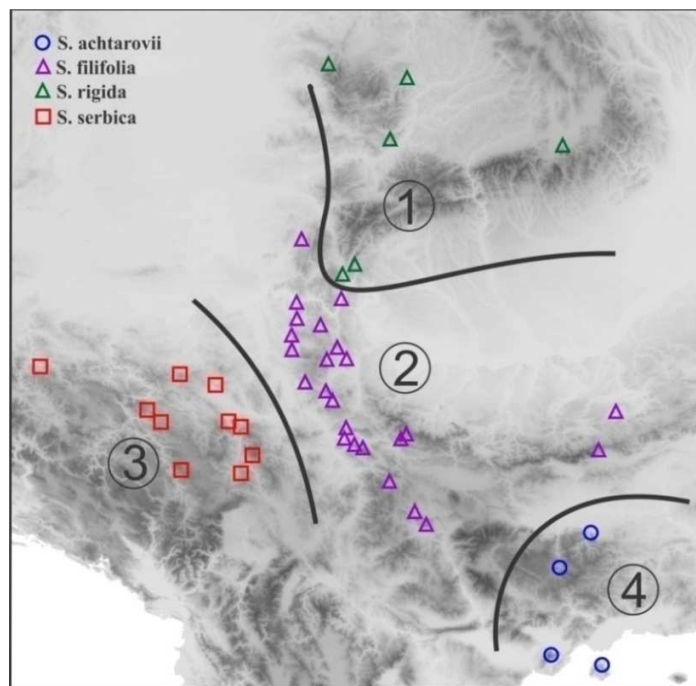 S. achtarovii
S. filifolia
S. rigida
S. serbica
1
2
3
4